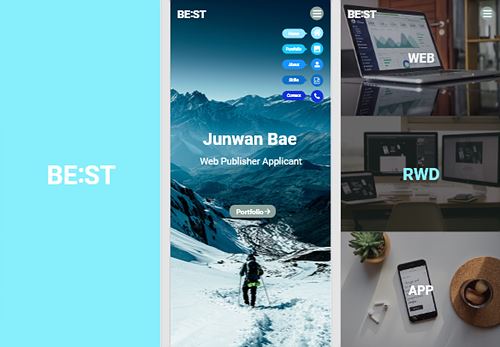 BE:ST
BE:ST
Home
Portfolio
About
Skills
Contact
Junwan Bae
Web Publisher Applicant
Portfolio →
BE:ST
WEB
RWD
APP